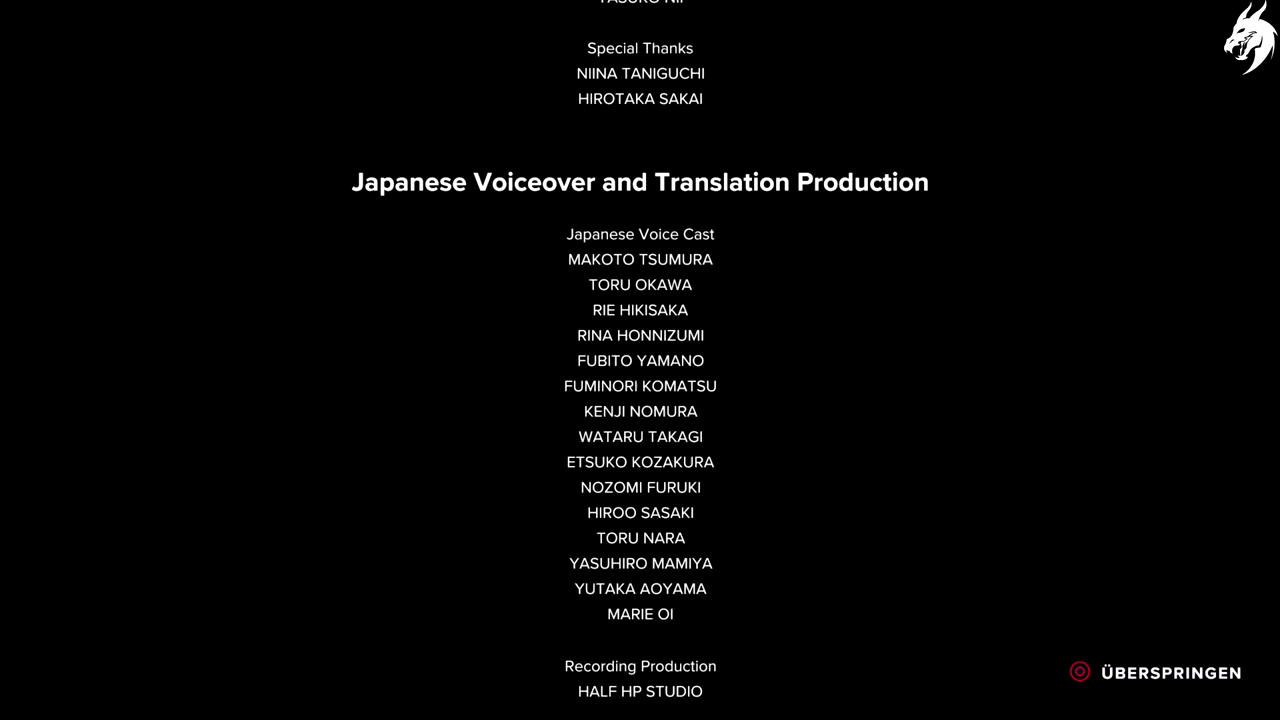 Special Thanks
NIINA TANIGUCHI
HIROTAKA SAKAI
Japanese Voiceover and Translation Production
Japanese Voice Cast
MAKOTO TSUMURA
TORU OKAWA
RIE HIKISAKA
RINA HONNIZUMI
FUBITO YAMANO
FUMINORI KOMATSU
KENJI NOMURA
WATARU TAKAGI
ETSUKO KOZAKURA
NOZOMI FURUKI
HIROO SASAKI
TORU NARA
YASUHIRO MAMIYA
YUTAKA AOYAMA
MARIE OI
Recording Production
HALF HP STUDIO
ÜBERSPRINGEN